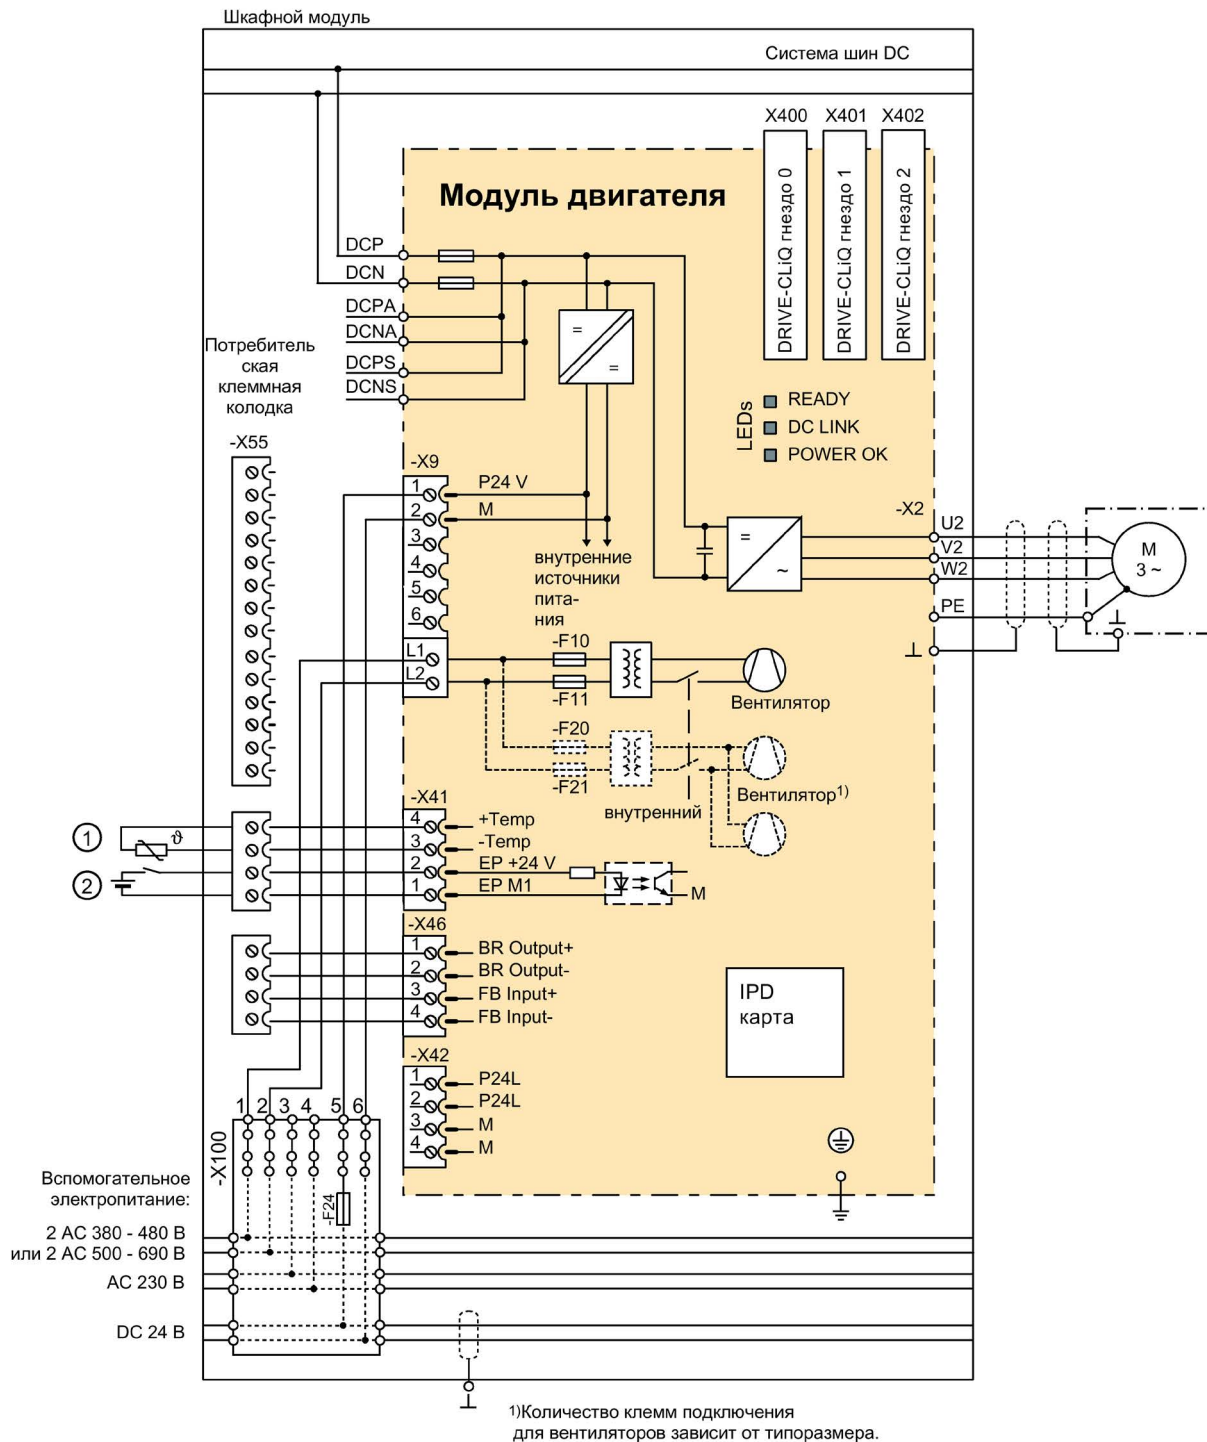 Шкафной модуль
Система шин DC
X400 X401 X402
DRIVE-CLiQ гнездо 0
DRIVE-CLiQ гнездо 1
DRIVE-CLiQ гнездо 2
Модуль двигателя
DCP
DCN
DCPA
DCNA
DCPS
DCNS
=
=
Потребитель
ская
клеммная
колодка
LEDs
READY
DC LINK
POWER OK
-X55
-X9
1 P24 V
2 M
3
4
5
6
внутренние
источники
пита-
ния
=
~
-X2
U2
V2
W2
PE
M
3 ~
L1
L2
-F10
-F11
Вентилятор
-F20
-F21
внутренний
Вентилятор1)
-X41
4 +Temp
3 -Temp
2 EP +24 V
1 EP M1
M
1
ϑ
2
-X46
1 BR Output+
2 BR Output-
3 FB Input+
4 FB Input-
IPD
карта
-X42
1 P24L
2 P24L
3 M
4 M
1 2 3 4 5 6
-X100
-F24
Вспомогательное
электропитание:
2 AC 380 - 480 В
или 2 AC 500 - 690 В
AC 230 В
DC 24 В
1)Количество клемм подключения
для вентиляторов зависит от типоразмера.